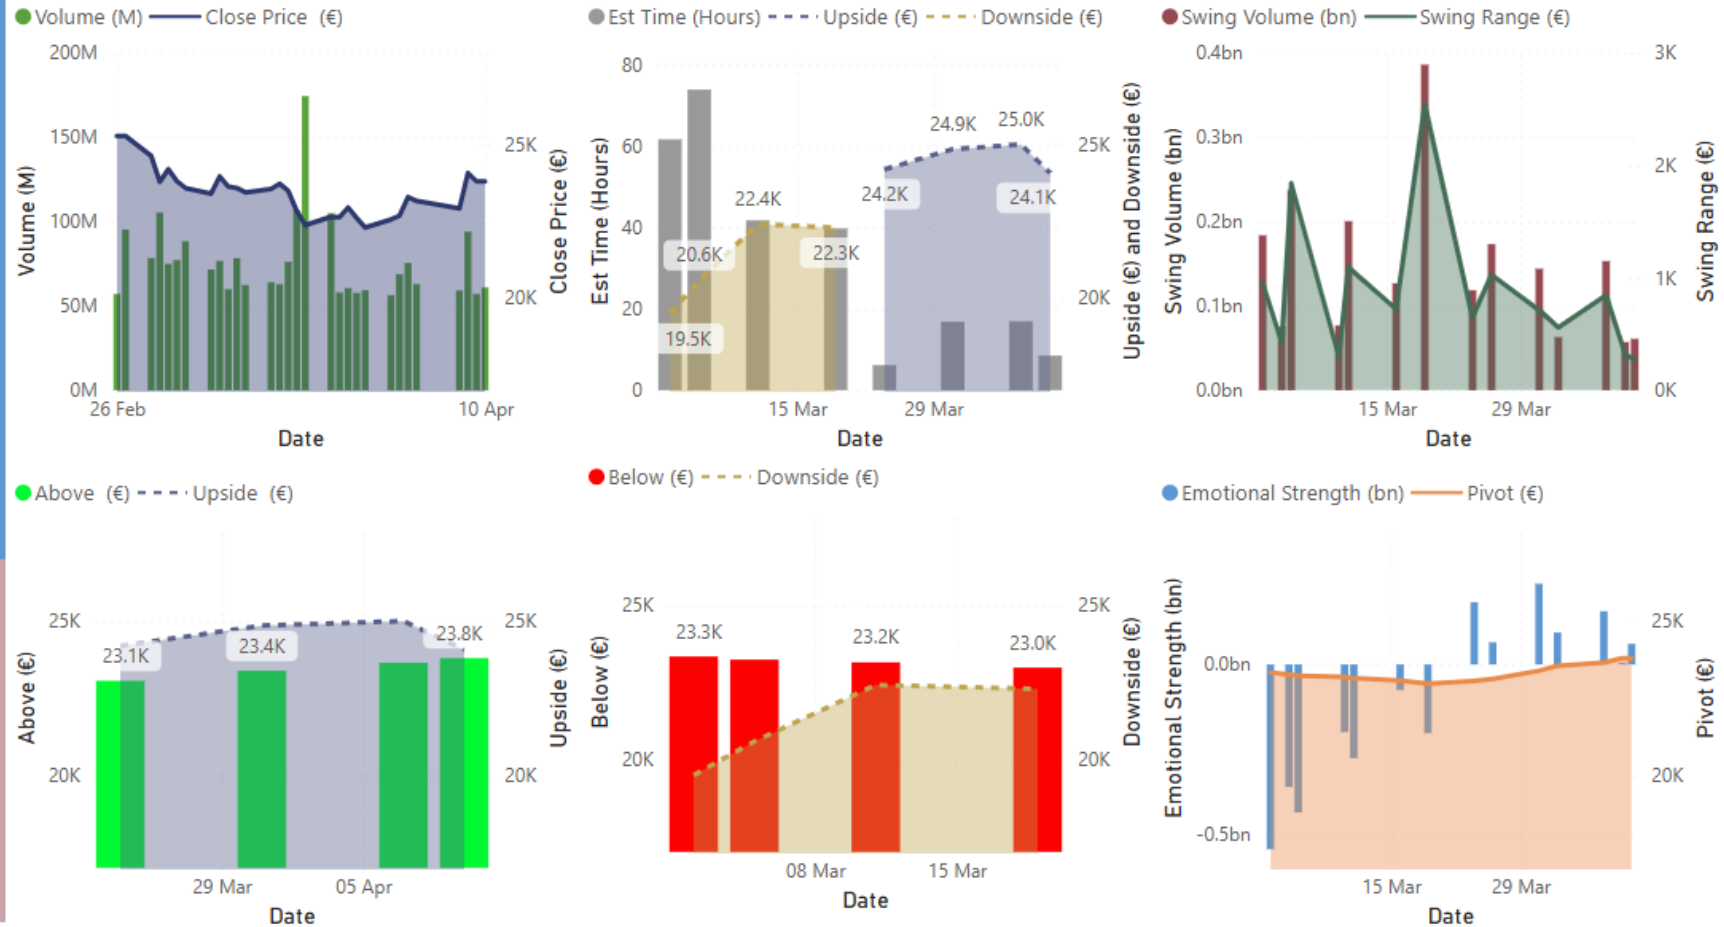 Volume (M) Close Price (€)
200M
150M
100M
50M
0M
25K
20K
Volume (M)
Close Price (€)
26 Feb 10 Apr
Date
Est Time (Hours) Upside (€) Downside (€)
80
60
40
20
0
25K
20K
Est Time (Hours)
Upside (€) and Downside (€)
24.9K
25.0K
22.4K
24.2K
24.1K
20.6K
22.3K
19.5K
15 Mar 29 Mar
Date
Swing Volume (bn) Swing Range (€)
0.4bn
0.3bn
0.2bn
0.1bn
0.0bn
3K
2K
1K
0K
Swing Volume (bn)
Swing Range (€)
15 Mar 29 Mar
Date
Above (€) Upside (€)
25K
20K
25K
20K
Above (€)
Upside (€)
23.1K
23.4K
23.8K
29 Mar 05 Apr
Date
Below (€) Downside (€)
25K
20K
25K
20K
Below (€)
Downside (€)
23.3K
23.2K
23.0K
08 Mar 15 Mar
Date
Emotional Strength (bn) Pivot (€)
0.0bn
-0.5bn
25K
20K
Emotional Strength (bn)
Pivot (€)
15 Mar 29 Mar
Date